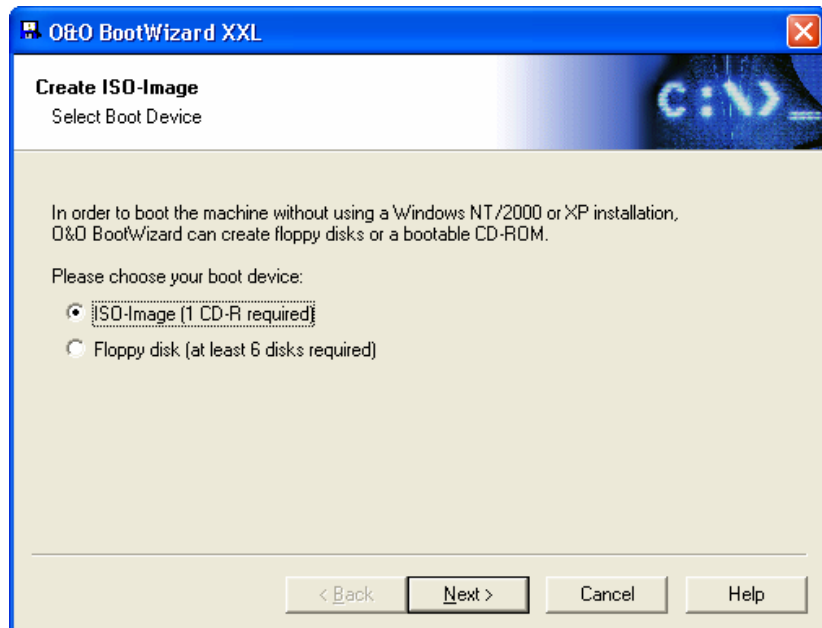 O&O BootWizard XXL
Create ISO-Image
Select Boot Device
C:\>_
In order to boot the machine without using a Windows NT/2000 or XP installation,
O&O BootWizard can create floppy disks or a bootable CD-ROM.
Please choose your boot device:
ISO-Image (1 CD-R required)
Floppy disk (at least 6 disks required)
< Back Next > Cancel Help